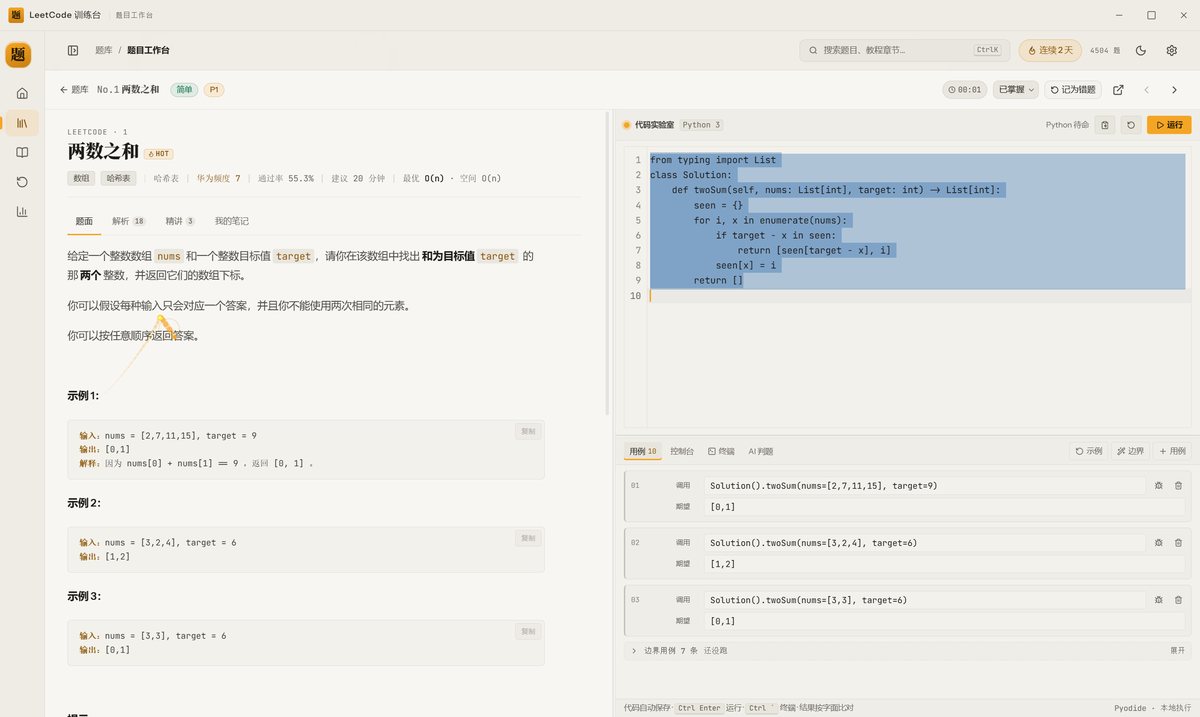 题 LeetCode 训练台 题目工作台
题 题库 / 题目工作台 搜索题目、教程章节... CtrlK 连续 2 天 4504 题
← 题库 No.1 两数之和 简单 P1 00:01 已掌握 记为错题
LEETCODE · 1
两数之和 HOT
数组 哈希表 哈希表 华为频度 7 通过率 55.3% 建议 20 分钟 最优 O(n) · 空间 O(n)
题面 解析 18 精讲 3 我的笔记
给定一个整数数组 nums 和一个整数目标值 target ，请你在该数组中找出 和为目标值 target 的
那 两个 整数，并返回它们的数组下标。
你可以假设每种输入只会对应一个答案，并且你不能使用两次相同的元素。
你可以按任意顺序返回答案。
示例 1：
复制
输入：nums = [2,7,11,15], target = 9
输出：[0,1]
解释：因为 nums[0] + nums[1] == 9 ，返回 [0, 1] 。
示例 2：
复制
输入：nums = [3,2,4], target = 6
输出：[1,2]
示例 3：
复制
输入：nums = [3,3], target = 6
输出：[0,1]
代码实验室 Python 3 Python 待命 运行
1 from typing import List
2 class Solution:
3 def twoSum(self, nums: List[int], target: int) -> List[int]:
4 seen = {}
5 for i, x in enumerate(nums):
6 if target - x in seen:
7 return [seen[target - x], i]
8 seen[x] = i
9 return []
10
用例 10 控制台 终端 AI 判题 示例 边界 + 用例
01 调用 Solution().twoSum(nums=[2,7,11,15], target=9)
期望 [0,1]
02 调用 Solution().twoSum(nums=[3,2,4], target=6)
期望 [1,2]
03 调用 Solution().twoSum(nums=[3,3], target=6)
期望 [0,1]
边界用例 7 条 还没跑 展开
代码自动保存· Ctrl Enter 运行· Ctrl ` 终端·结果按字面比对 Pyodide · 本地执行